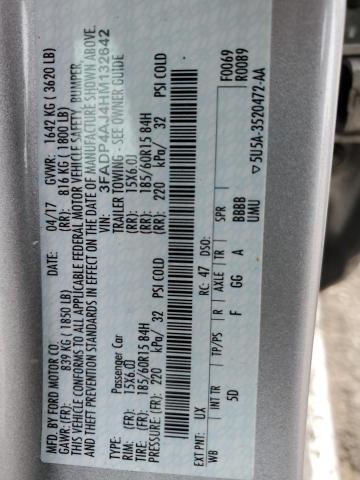 MFD. BY FORD MOTOR CO.
DATE: 04/17 GVWR: 1642 KG ( 3620 LB)
GAWR: (FR): 839 KG ( 1850 LB) (RR): 816 KG ( 1800 LB)
THIS VEHICLE CONFORMS TO ALL APPLICABLE FEDERAL MOTOR VEHICLE SAFETY, BUMPER,
AND THEFT PREVENTION STANDARDS IN EFFECT ON THE DATE OF MANUFACTURE SHOWN ABOVE.
VIN: 3FADP4AJ4HM132642
TYPE: Passenger Car TRAILER TOWING - SEE OWNER GUIDE
RIM: (FR) 15X6.0J (RR) 15X6.0J
TIRE: (FR) 185/60R15 84H (RR) 185/60R15 84H
PRESSURE: (FR) 220 kPa/ 32 PSI COLD (RR) 220 kPa/ 32 PSI COLD
EXT PNT: UX RC: 47 DSO: F0069
WB INT TR TP/PS R AXLE TR SPR R0089
5D F GG A BBBB
UMU
▽5U5A-3520472-AA